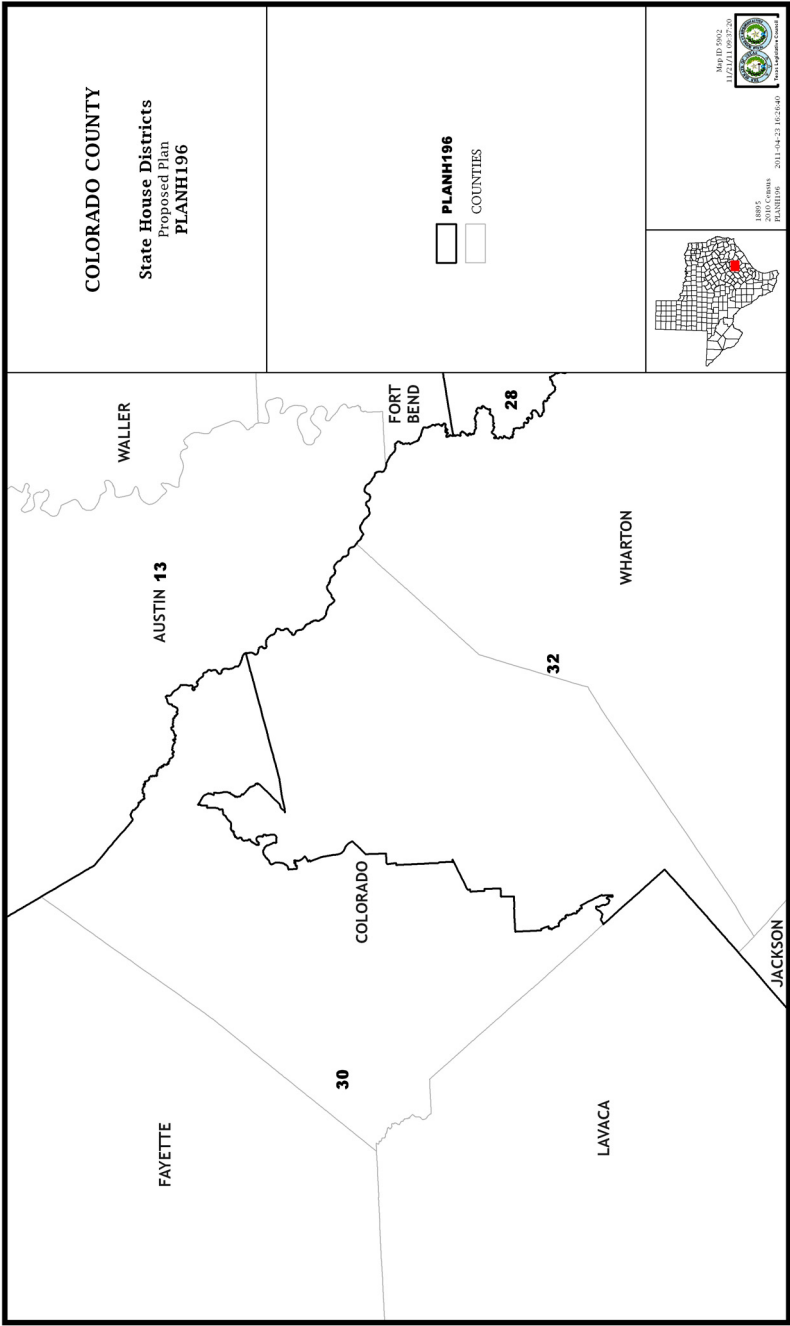 COLORADO COUNTY
State House Districts
Proposed Plan
PLANH196
PLANH196
COUNTIES
Map ID 5902
11/21/11 09:37:20
Texas Legislative Council
18895
2010 Census
PLANH196 2011-04-23 16:26:40
WALLER
AUSTIN 13
FORT
BEND
28
WHARTON
32
COLORADO
JACKSON
30
FAYETTE
LAVACA